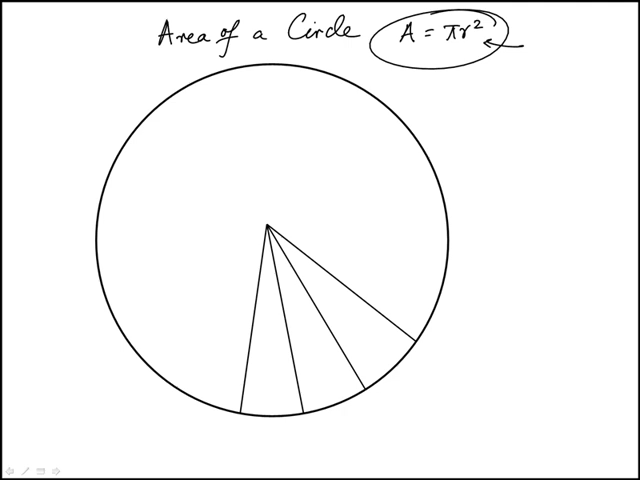 Area of a Circle A = πr²